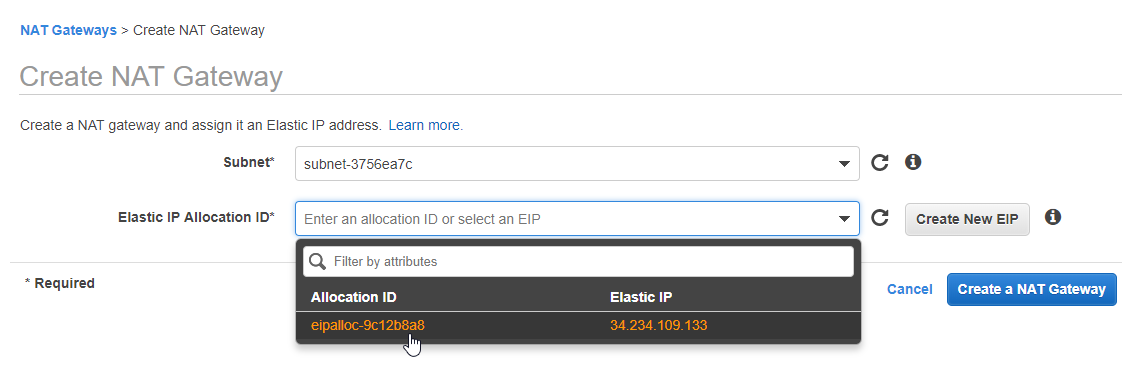 NAT Gateways > Create NAT Gateway
Create NAT Gateway
Create a NAT gateway and assign it an Elastic IP address. Learn more.
Subnet* subnet-3756ea7c
Elastic IP Allocation ID* Enter an allocation ID or select an EIP Create New EIP
Filter by attributes
* Required
Allocation ID Elastic IP
Cancel Create a NAT Gateway
eipalloc-9c12b8a8 34.234.109.133